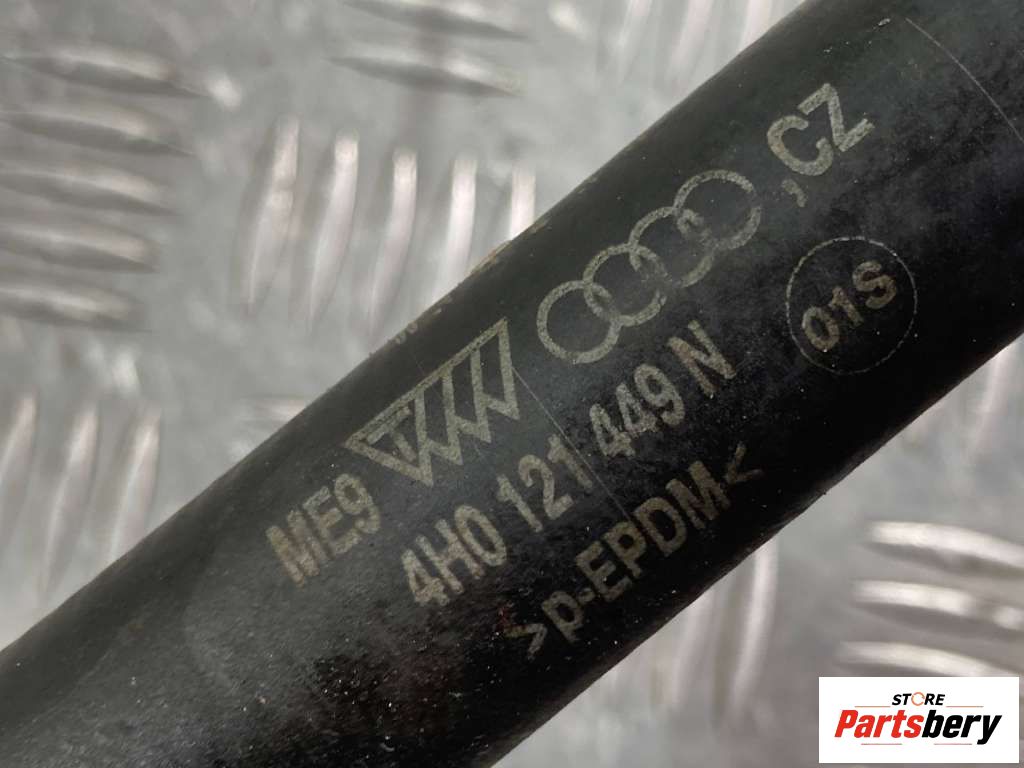 ME9 ,CZ
4H0 121 449 N
01S
>p-EPDM<
STORE
Partsbery